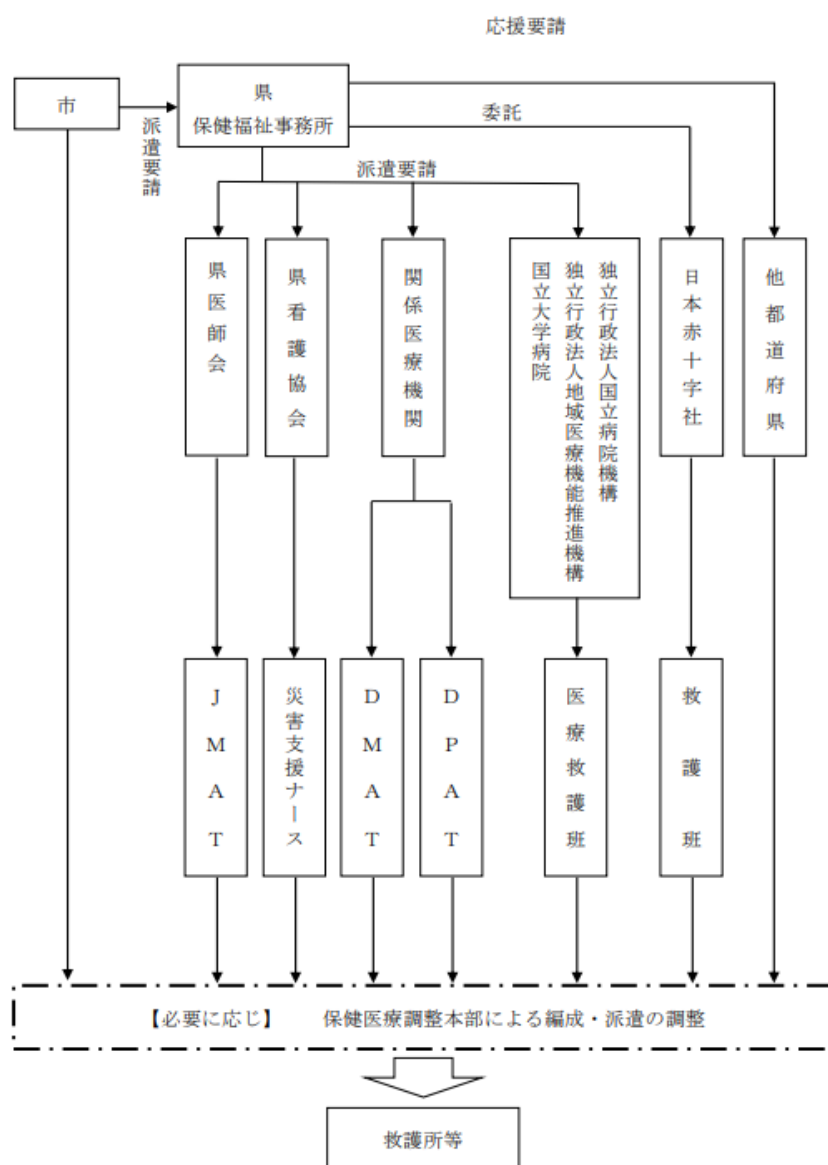 応援要請
市
県
保健福祉事務所
派遣要請
委託
派遣要請
県医師会
県看護協会
関係医療機関
独立行政法人国立病院機構
独立行政法人地域医療機能推進機構
国立大学病院
日本赤十字社
他都道府県
JMAT
災害支援ナース
DMAT
DPAT
医療救護班
救護班
【必要に応じ】 保健医療調整本部による編成・派遣の調整
救護所等